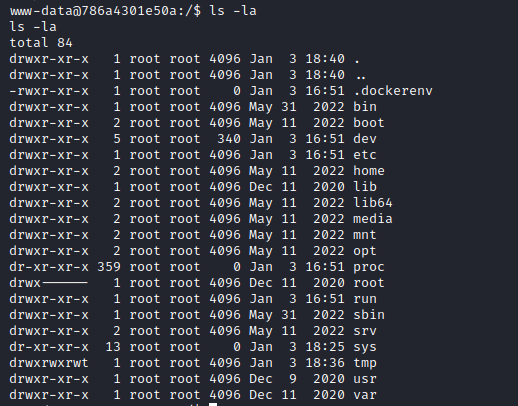 www-data@786a4301e50a:/$ ls -la
ls -la
total 84
drwxr-xr-x   1 root root 4096 Jan  3 18:40 .
drwxr-xr-x   1 root root 4096 Jan  3 18:40 ..
-rwxr-xr-x   1 root root    0 Jan  3 16:51 .dockerenv
drwxr-xr-x   1 root root 4096 May 31  2022 bin
drwxr-xr-x   2 root root 4096 May 11  2022 boot
drwxr-xr-x   5 root root  340 Jan  3 16:51 dev
drwxr-xr-x   1 root root 4096 Jan  3 16:51 etc
drwxr-xr-x   2 root root 4096 May 11  2022 home
drwxr-xr-x   1 root root 4096 Dec 11  2020 lib
drwxr-xr-x   2 root root 4096 May 11  2022 lib64
drwxr-xr-x   2 root root 4096 May 11  2022 media
drwxr-xr-x   2 root root 4096 May 11  2022 mnt
drwxr-xr-x   2 root root 4096 May 11  2022 opt
dr-xr-xr-x 359 root root    0 Jan  3 16:51 proc
drwx------   1 root root 4096 Dec 11  2020 root
drwxr-xr-x   1 root root 4096 Jan  3 16:51 run
drwxr-xr-x   1 root root 4096 May 31  2022 sbin
drwxr-xr-x   2 root root 4096 May 11  2022 srv
dr-xr-xr-x  13 root root    0 Jan  3 18:25 sys
drwxrwxrwt   1 root root 4096 Jan  3 18:36 tmp
drwxr-xr-x   1 root root 4096 Dec  9  2020 usr
drwxr-xr-x   1 root root 4096 Dec 11  2020 var